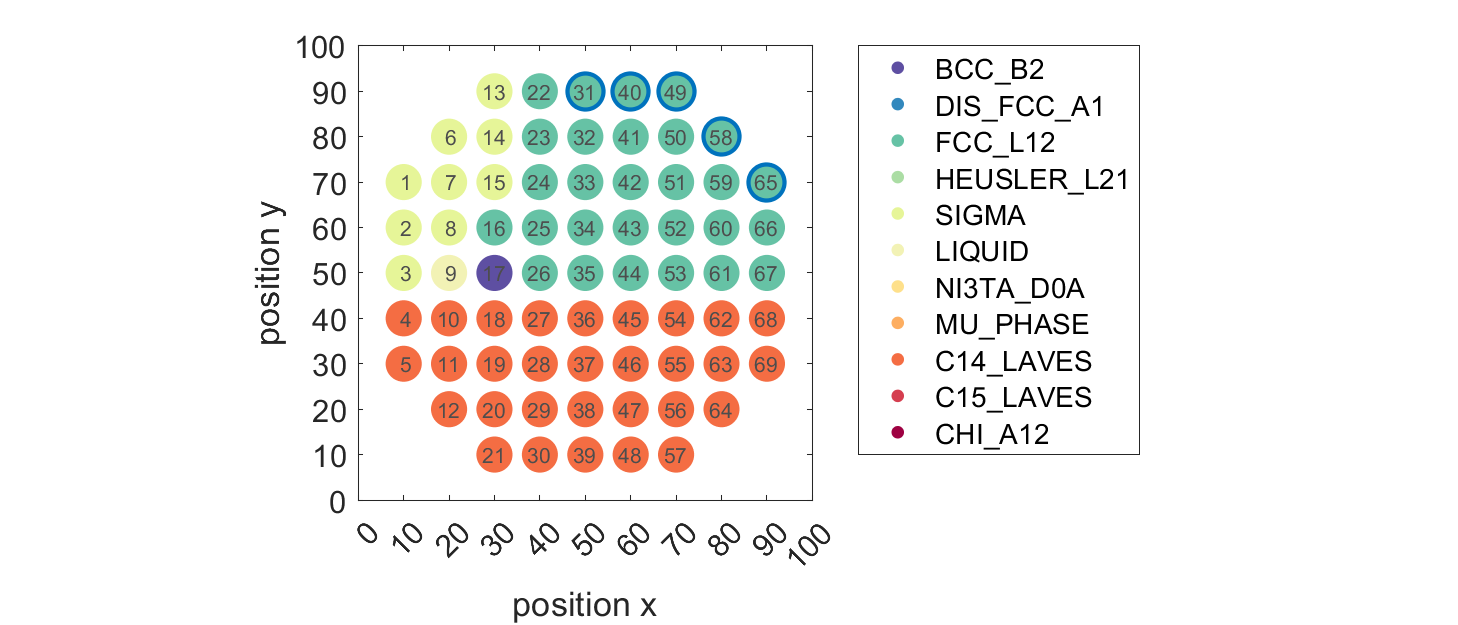 100
90 13 22 31 40 49
80 6 14 23 32 41 50 58
70 1 7 15 24 33 42 51 59 65
60 2 8 16 25 34 43 52 60 66
50 3 9 17 26 35 44 53 61 67
40 4 10 18 27 36 45 54 62 68
30 5 11 19 28 37 46 55 63 69
20 12 20 29 38 47 56 64
10 21 30 39 48 57
0
0 10 20 30 40 50 60 70 80 90 100
position x
position y
BCC_B2
DIS_FCC_A1
FCC_L12
HEUSLER_L21
SIGMA
LIQUID
NI3TA_D0A
MU_PHASE
C14_LAVES
C15_LAVES
CHI_A12